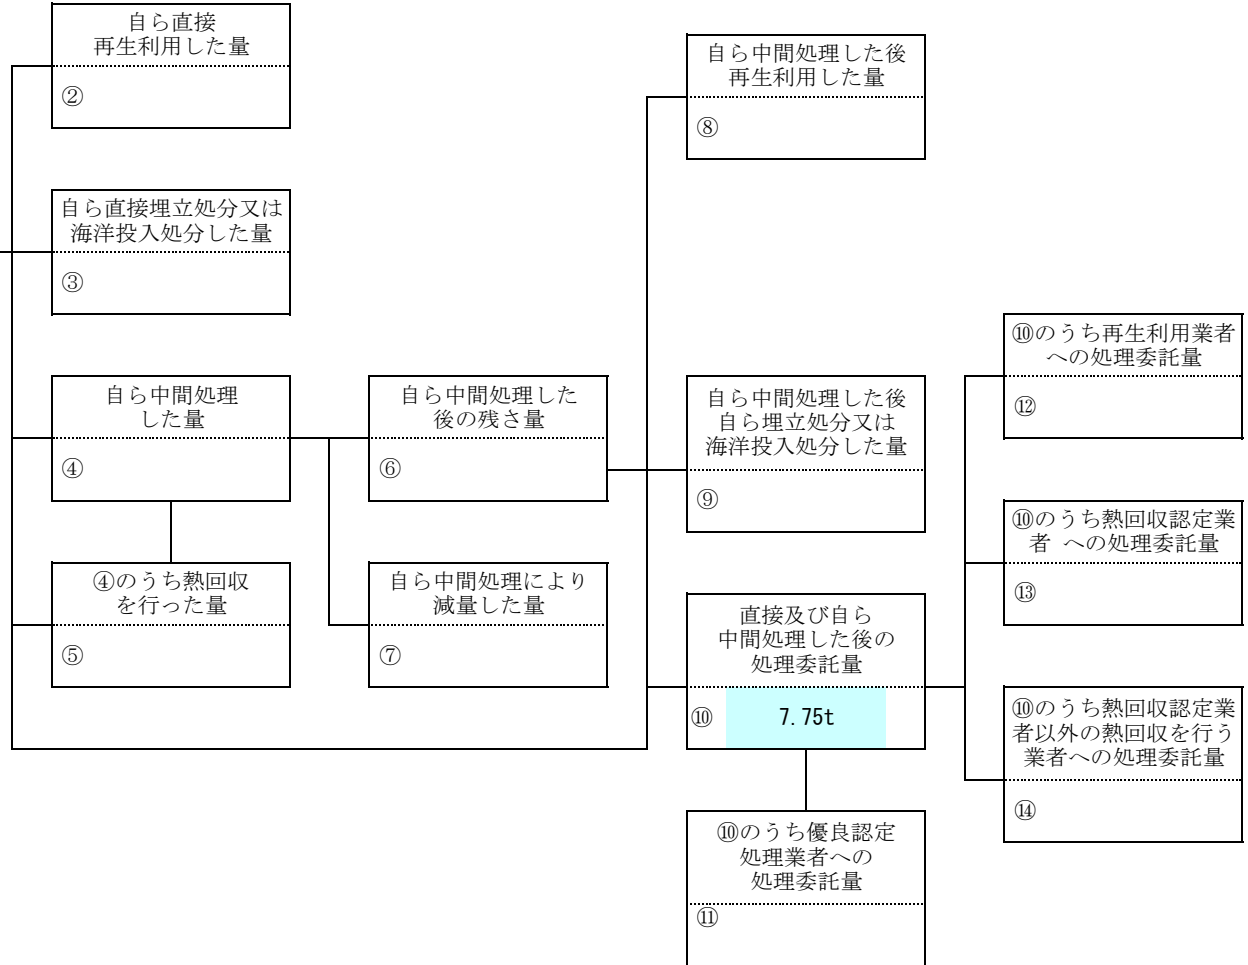 自ら直接
再生利用した量
②
自ら直接埋立処分又は
海洋投入処分した量
③
自ら中間処理
した量
④
④のうち熱回収
を行った量
⑤
自ら中間処理した
後の残さ量
⑥
自ら中間処理により
減量した量
⑦
自ら中間処理した後
再生利用した量
⑧
自ら中間処理した後
自ら埋立処分又は
海洋投入処分した量
⑨
直接及び自ら
中間処理した後の
処理委託量
⑩ 7.75t
⑩のうち優良認定
処理業者への
処理委託量
⑪
⑩のうち再生利用業者
への処理委託量
⑫
⑩のうち熱回収認定業
者 への処理委託量
⑬
⑩のうち熱回収認定業
者以外の熱回収を行う
業者への処理委託量
⑭